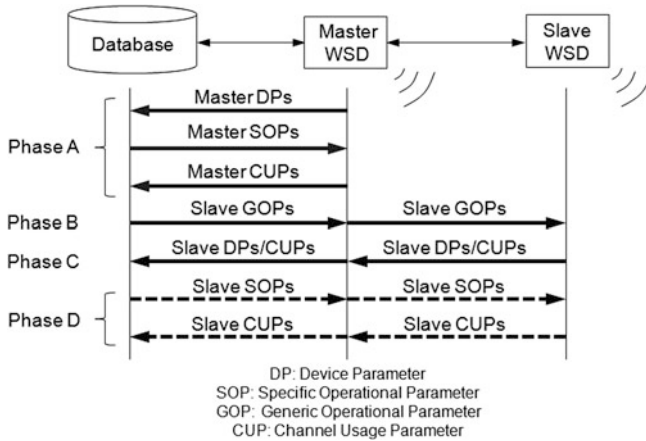 Database
Master
WSD
Slave
WSD
Master DPs
Phase A
Master SOPs
Master CUPs
Phase B
Slave GOPs
Slave GOPs
Phase C
Slave DPs/CUPs
Slave DPs/CUPs
Phase D
Slave SOPs
Slave SOPs
Slave CUPs
Slave CUPs
DP: Device Parameter
SOP: Specific Operational Parameter
GOP: Generic Operational Parameter
CUP: Channel Usage Parameter